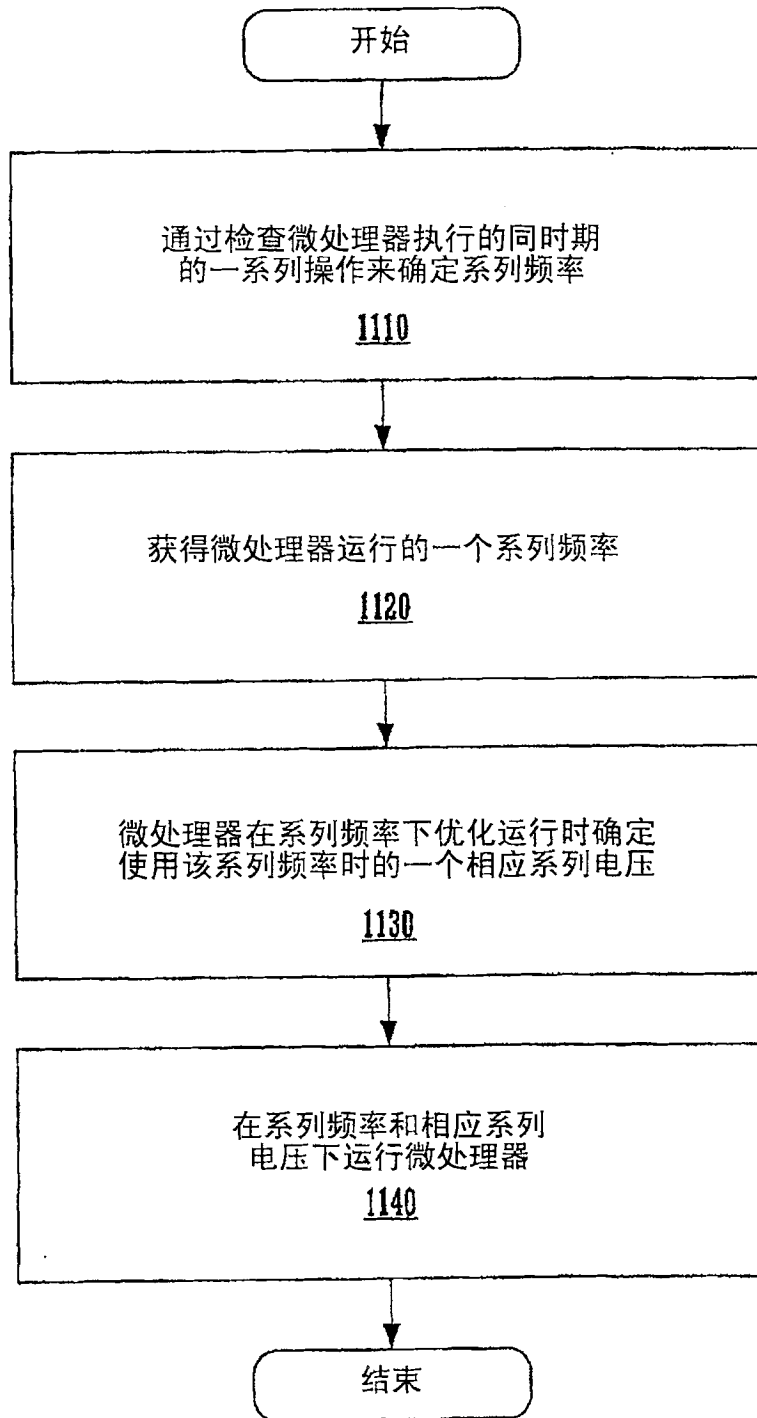 开始
通过检查微处理器执行的同时期
的一系列操作来确定系列频率
1110
获得微处理器运行的一个系列频率
1120
微处理器在系列频率下优化运行时确定
使用该系列频率时的一个相应系列电压
1130
在系列频率和相应系列
电压下运行微处理器
1140
结束